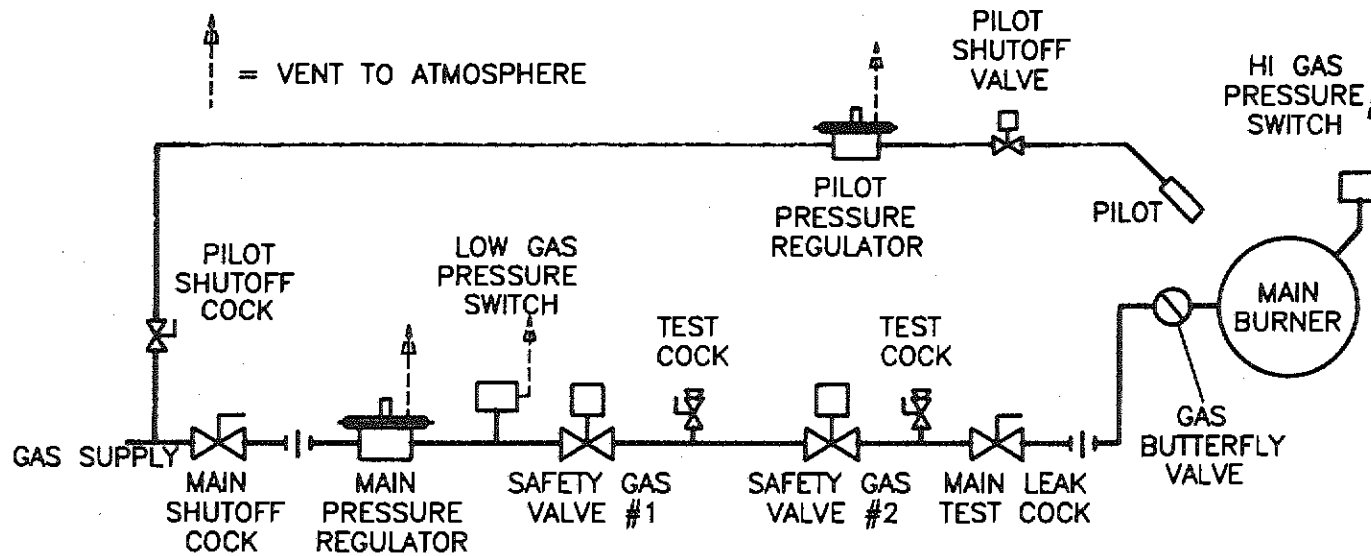 = VENT TO ATMOSPHERE
PILOT
SHUTOFF
VALVE
HI GAS
PRESSURE
SWITCH
PILOT
PRESSURE
REGULATOR
PILOT
PILOT
SHUTOFF
COCK
LOW GAS
PRESSURE
SWITCH
TEST
COCK
TEST
COCK
MAIN
BURNER
GAS SUPPLY
MAIN
SHUTOFF
COCK
MAIN
PRESSURE
REGULATOR
SAFETY GAS
VALVE #1
SAFETY GAS
VALVE #2
MAIN LEAK
TEST COCK
GAS
BUTTERFLY
VALVE